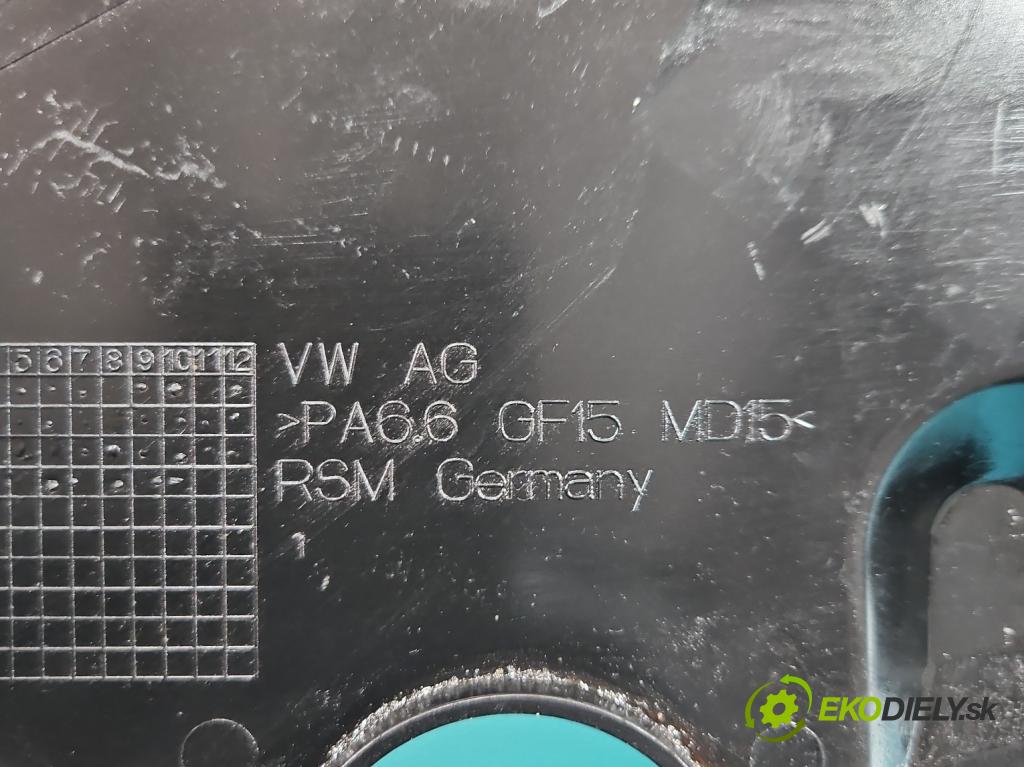 5 6 7 8 9 10 11 12
VW AG
>PA6.6 GF15 MD15<
RSM Germany
1
EKODIELY.sk